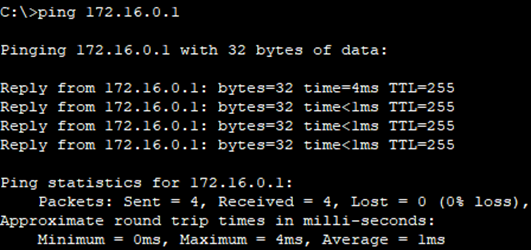 C:\>ping 172.16.0.1
Pinging 172.16.0.1 with 32 bytes of data:
Reply from 172.16.0.1: bytes=32 time=4ms TTL=255
Reply from 172.16.0.1: bytes=32 time<1ms TTL=255
Reply from 172.16.0.1: bytes=32 time<1ms TTL=255
Reply from 172.16.0.1: bytes=32 time<1ms TTL=255
Ping statistics for 172.16.0.1:
    Packets: Sent = 4, Received = 4, Lost = 0 (0% loss),
Approximate round trip times in milli-seconds:
    Minimum = 0ms, Maximum = 4ms, Average = 1ms